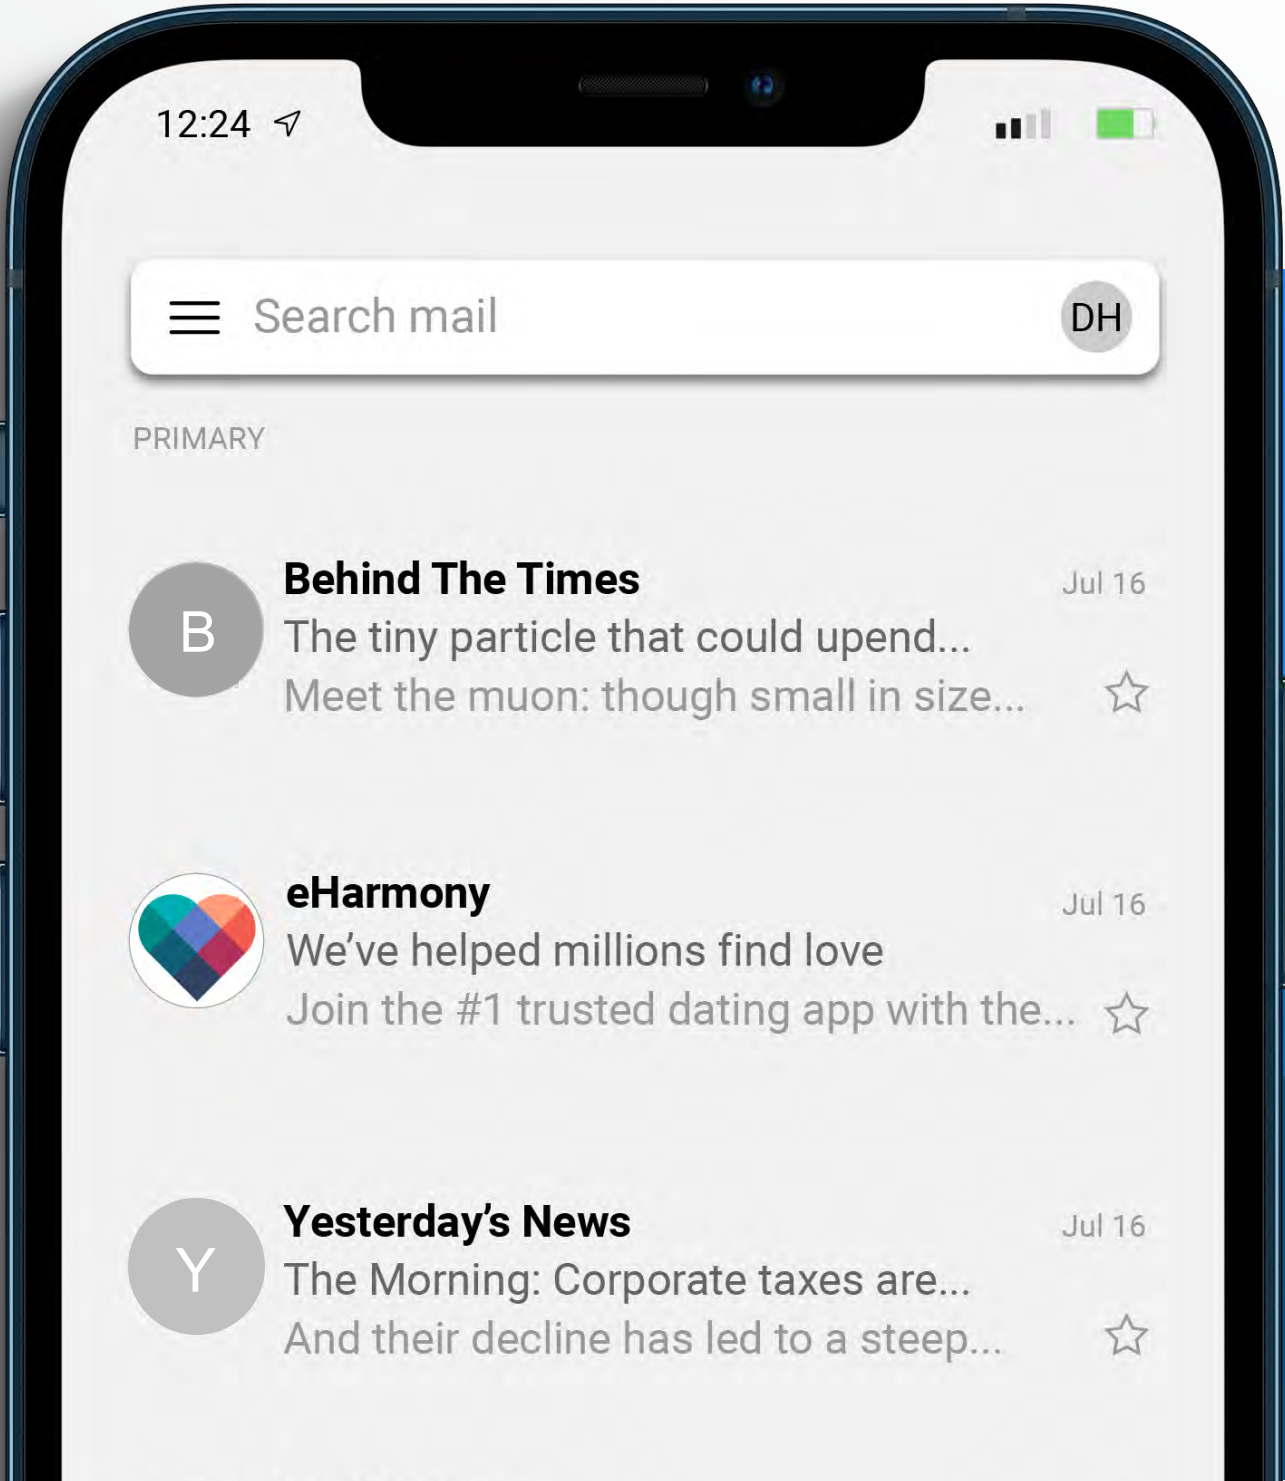 12:24
Search mail
DH
PRIMARY
B
Behind The Times
Jul 16
The tiny particle that could upend...
Meet the muon: though small in size...
eHarmony
Jul 16
We’ve helped millions find love
Join the #1 trusted dating app with the...
Y
Yesterday’s News
Jul 16
The Morning: Corporate taxes are...
And their decline has led to a steep...